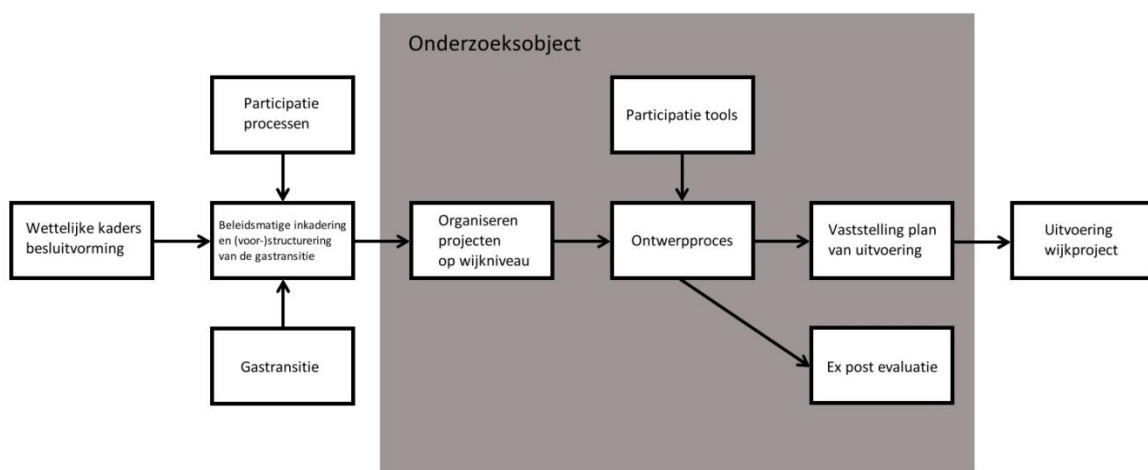 Onderzoeksobject
Participatie
processen
Participatie tools
Wettelijke kaders
besluitvorming
Beleidsmatige inkadering
en (voor-)structurering
van de gastransitie
Organiseren
projecten
op wijkniveau
Ontwerpproces
Vaststelling plan
van uitvoering
Uitvoering
wijkproject
Gastransitie
Ex post evaluatie